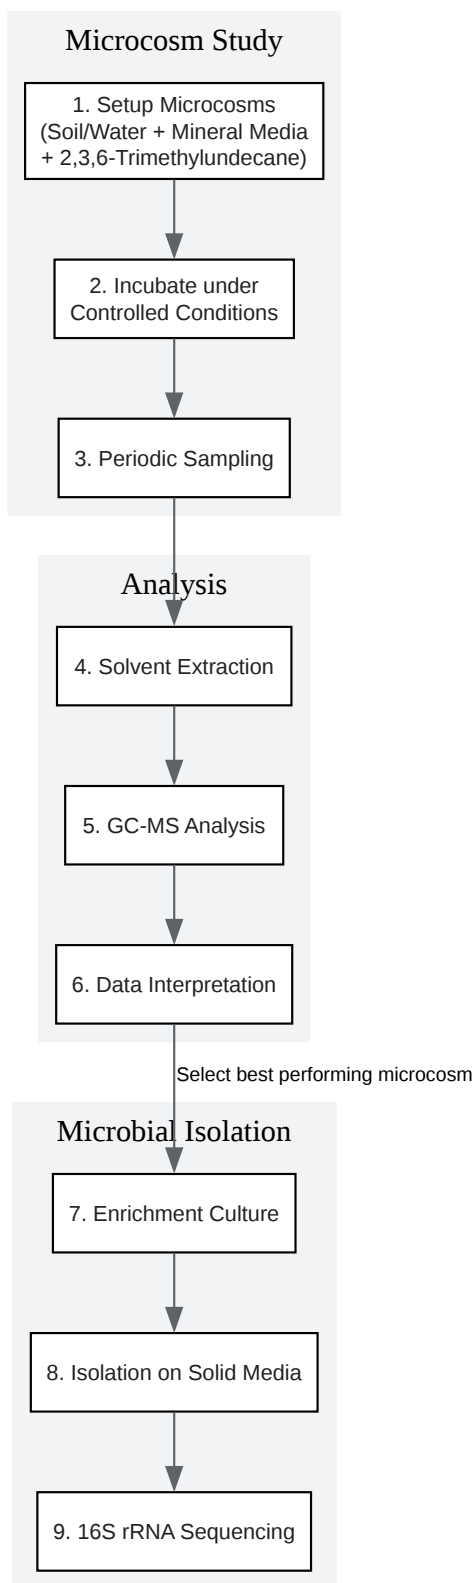 Microcosm Study
1. Setup Microcosms
(Soil/Water + Mineral Media
+ 2,3,6-Trimethylundecane)
2. Incubate under
Controlled Conditions
3. Periodic Sampling
Analysis
4. Solvent Extraction
5. GC-MS Analysis
6. Data Interpretation
Select best performing microcosm
Microbial Isolation
7. Enrichment Culture
8. Isolation on Solid Media
9. 16S rRNA Sequencing